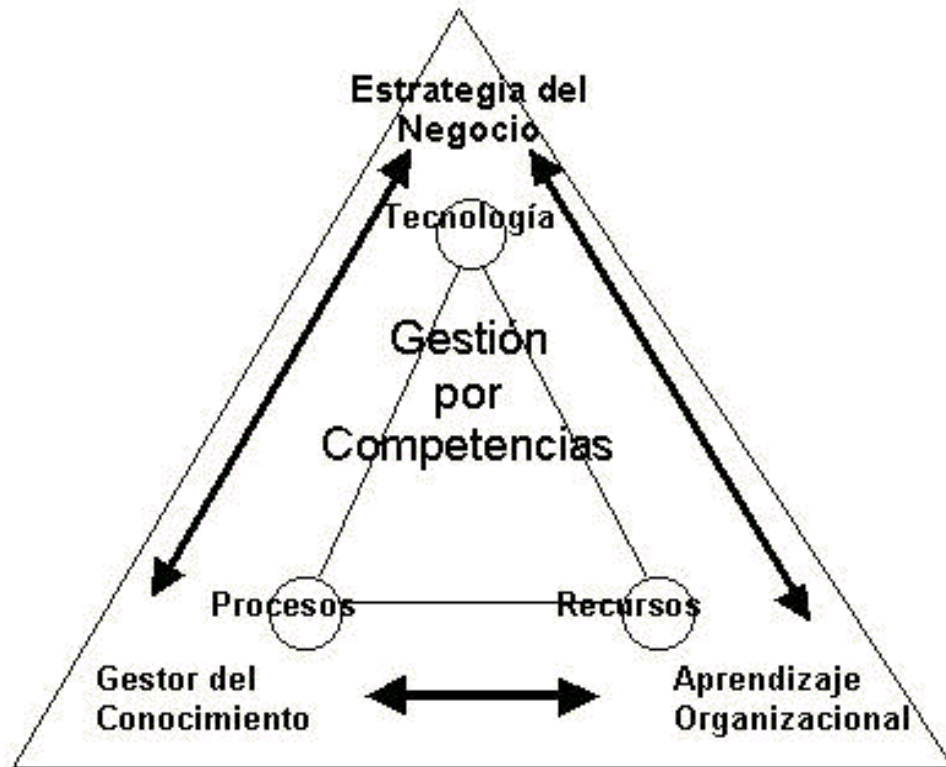 Estrategia del
Negocio
Tecnología
Gestión
por
Competencias
Procesos
Recursos
Gestor del
Conocimiento
Aprendizaje
Organizacional